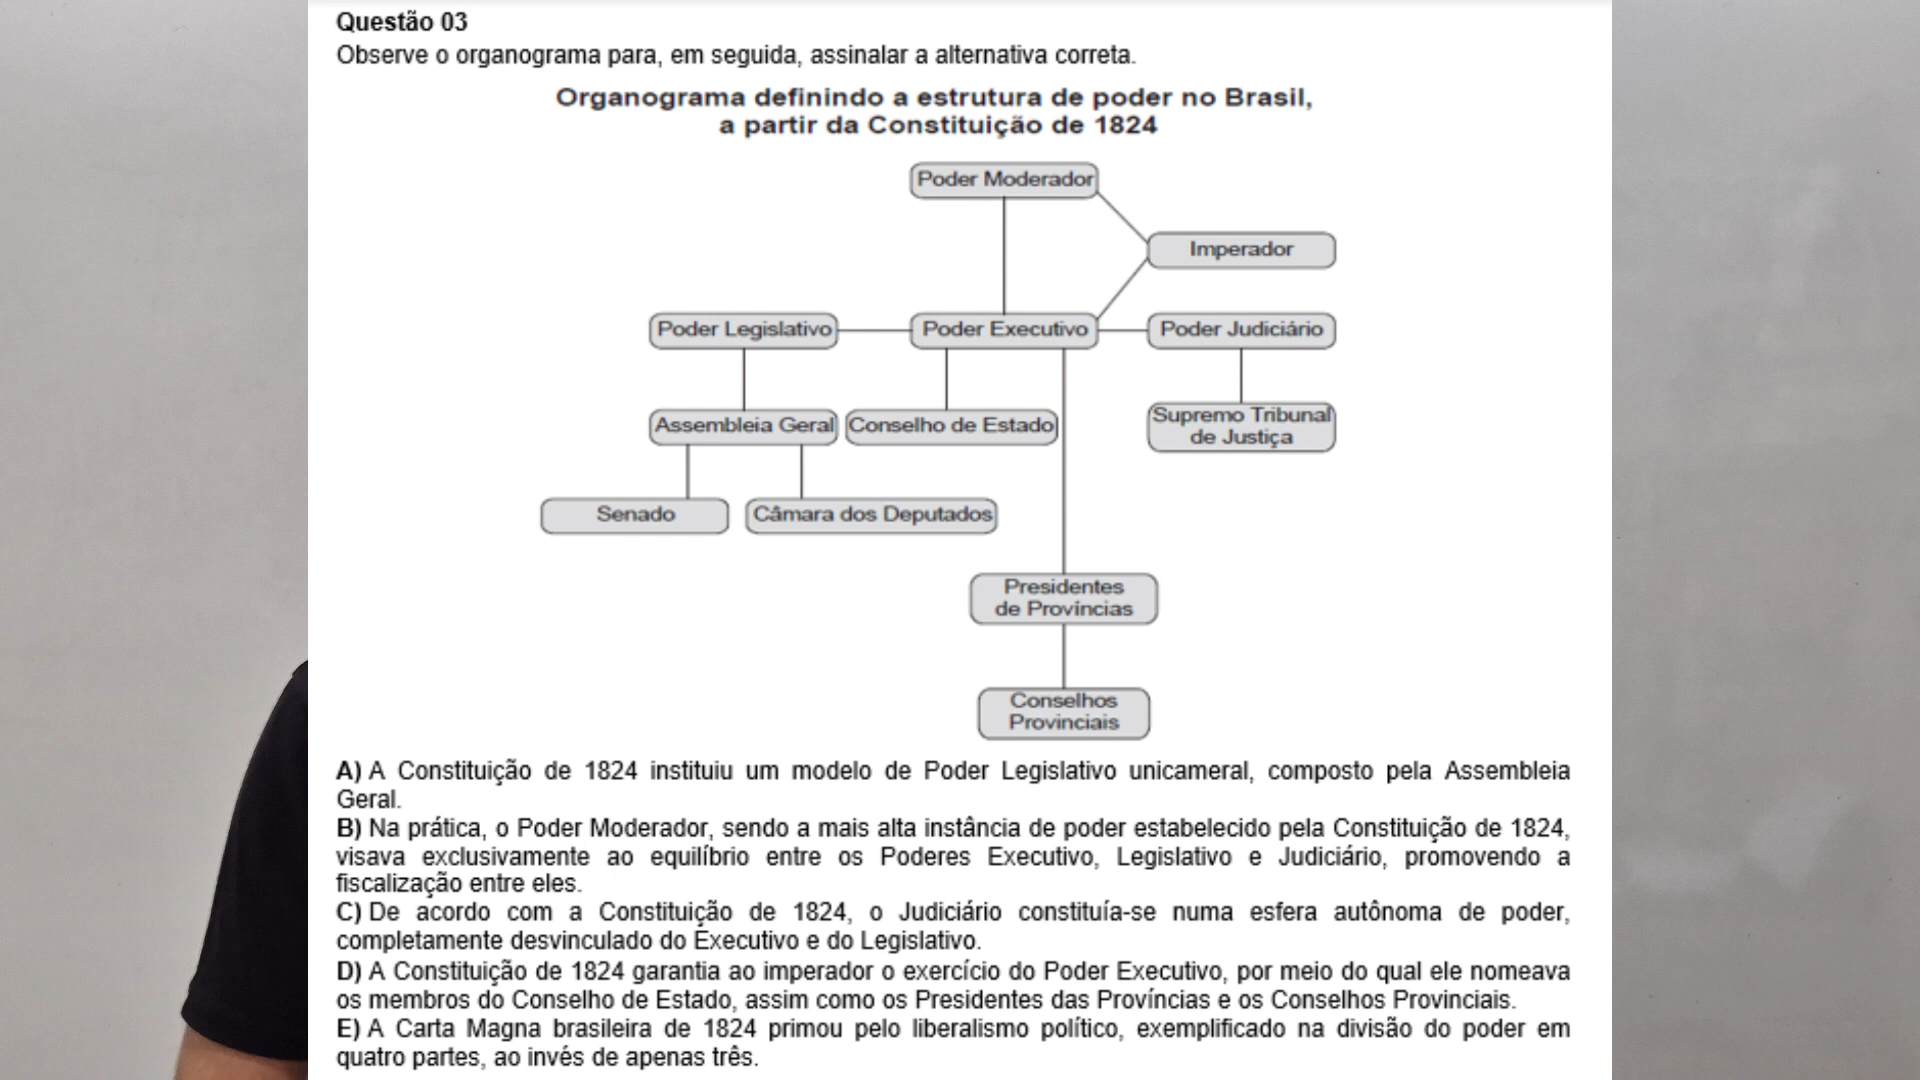 Questão 03
Observe o organograma para, em seguida, assinalar a alternativa correta.
Organograma definindo a estrutura de poder no Brasil,
a partir da Constituição de 1824
Poder Moderador
Imperador
Poder Legislativo
Poder Executivo
Poder Judiciário
Assembleia Geral
Conselho de Estado
Supremo Tribunal
de Justiça
Senado
Câmara dos Deputados
Presidentes
de Províncias
Conselhos
Provinciais
A) A Constituição de 1824 instituiu um modelo de Poder Legislativo unicameral, composto pela Assembleia
Geral.
B) Na prática, o Poder Moderador, sendo a mais alta instância de poder estabelecido pela Constituição de 1824,
visava exclusivamente ao equilíbrio entre os Poderes Executivo, Legislativo e Judiciário, promovendo a
fiscalização entre eles.
C) De acordo com a Constituição de 1824, o Judiciário constituía-se numa esfera autônoma de poder,
completamente desvinculado do Executivo e do Legislativo.
D) A Constituição de 1824 garantia ao imperador o exercício do Poder Executivo, por meio do qual ele nomeava
os membros do Conselho de Estado, assim como os Presidentes das Províncias e os Conselhos Provinciais.
E) A Carta Magna brasileira de 1824 primou pelo liberalismo político, exemplificado na divisão do poder em
quatro partes, ao invés de apenas três.